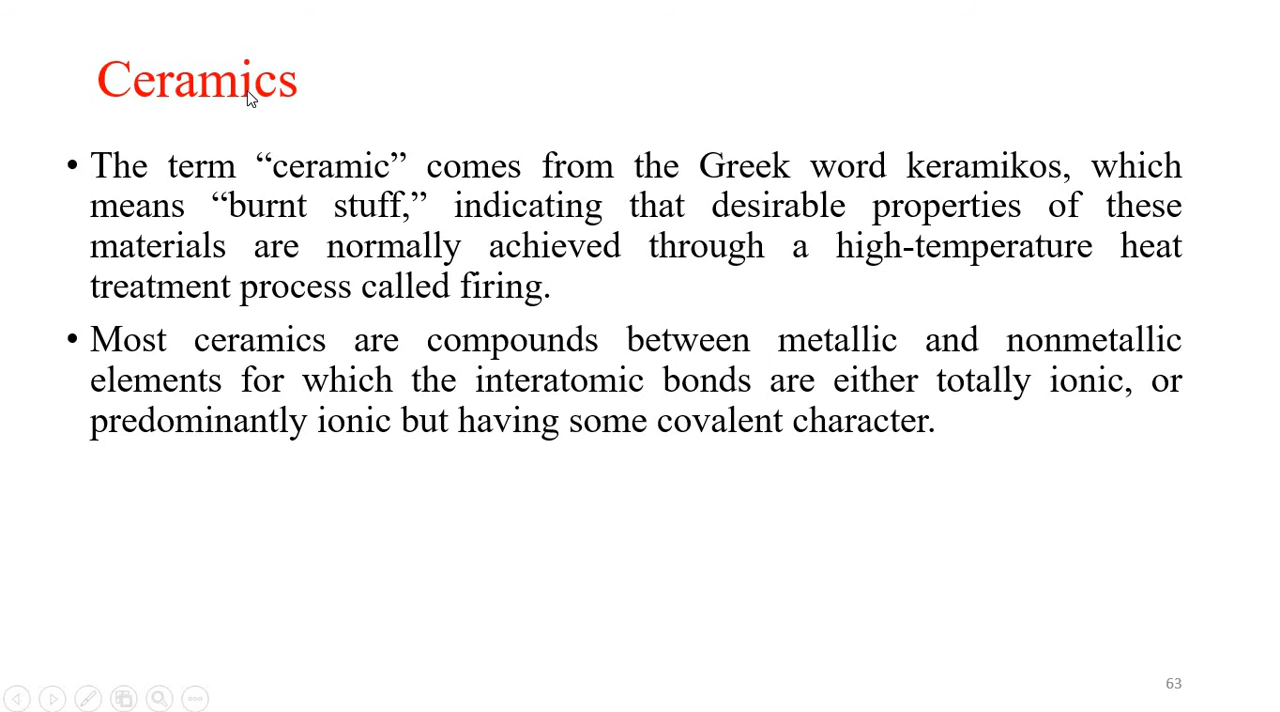 Ceramics
• The term “ceramic” comes from the Greek word keramikos, which
means “burnt stuff,” indicating that desirable properties of these
materials are normally achieved through a high-temperature heat
treatment process called firing.
• Most ceramics are compounds between metallic and nonmetallic
elements for which the interatomic bonds are either totally ionic, or
predominantly ionic but having some covalent character.
63